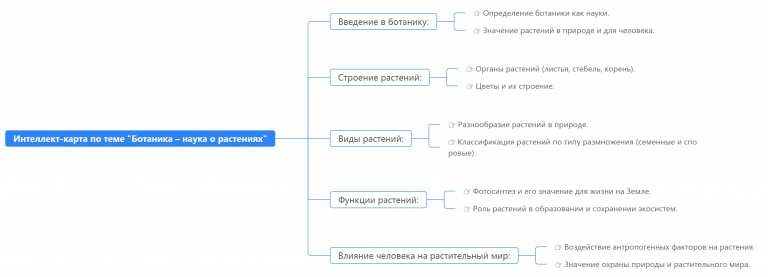 Интеллект-карта по теме "Ботаника – наука о растениях"
Введение в ботанику:
Определение ботаники как науки.
Значение растений в природе и для человека.
Строение растений:
Органы растений (листья, стебель, корень).
Цветы и их строение.
Виды растений:
Разнообразие растений в природе.
Классификация растений по типу размножения (семенные и спо
ровые).
Функции растений:
Фотосинтез и его значение для жизни на Земле.
Роль растений в образовании и сохранении экосистем.
Влияние человека на растительный мир:
Воздействие антропогенных факторов на растения.
Значение охраны природы и растительного мира.